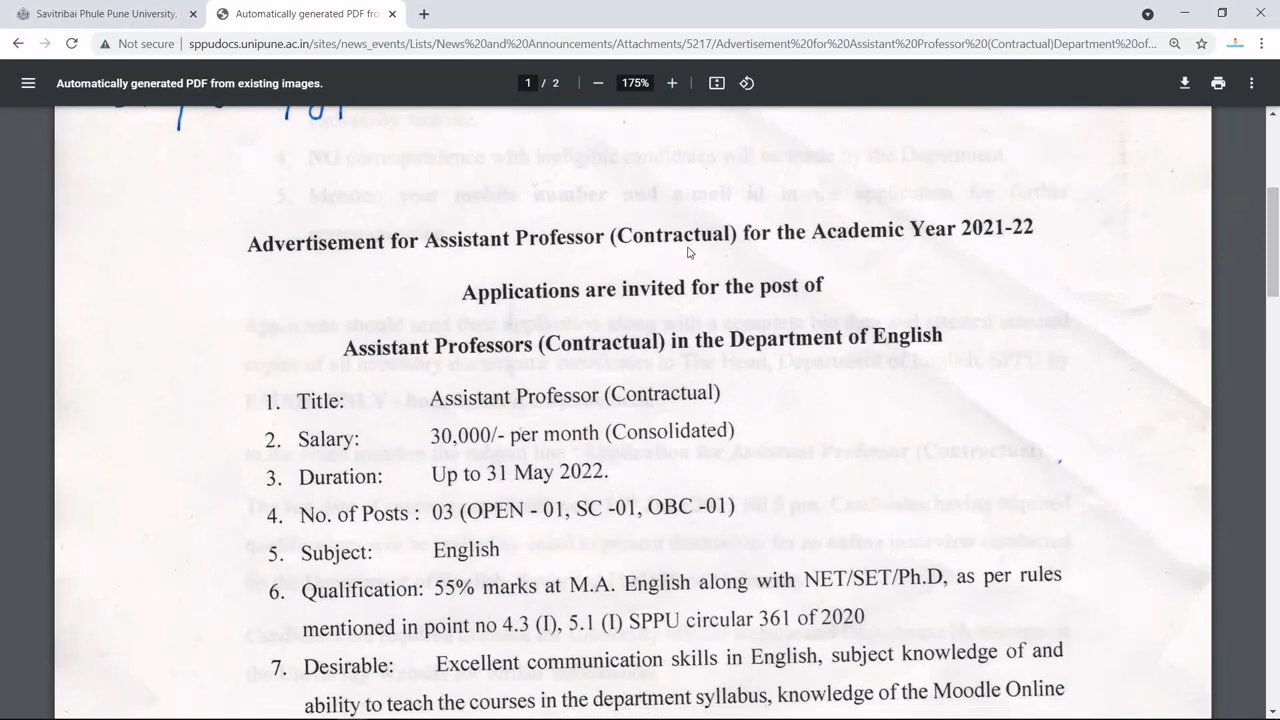 Savitribai Phule Pune University,
Automatically generated PDF fro
Not secure
sppudocs.unipune.ac.in/sites/news_events/Lists/News%20and%20Announcements/Attachments/5217/Advertisement%20for%20Assistant%20Professor%20(Contractual)Department%20of...
Automatically generated PDF from existing images.
1 / 2
175%
4. NO correspondence with ineligible candidates will be made by the Department
5. Mention your mobile number and e-mail id in application for further
Advertisement for Assistant Professor (Contractual) for the Academic Year 2021-22
Applications are invited for the post of
Assistant Professors (Contractual) in the Department of English
1. Title: Assistant Professor (Contractual)
2. Salary: 30,000/- per month (Consolidated)
3. Duration: Up to 31 May 2022.
4. No. of Posts : 03 (OPEN - 01, SC -01, OBC -01)
5. Subject: English
6. Qualification: 55% marks at M.A. English along with NET/SET/Ph.D, as per rules
mentioned in point no 4.3 (I), 5.1 (I) SPPU circular 361 of 2020
7. Desirable: Excellent communication skills in English, subject knowledge of and
ability to teach the courses in the department syllabus, knowledge of the Moodle Online